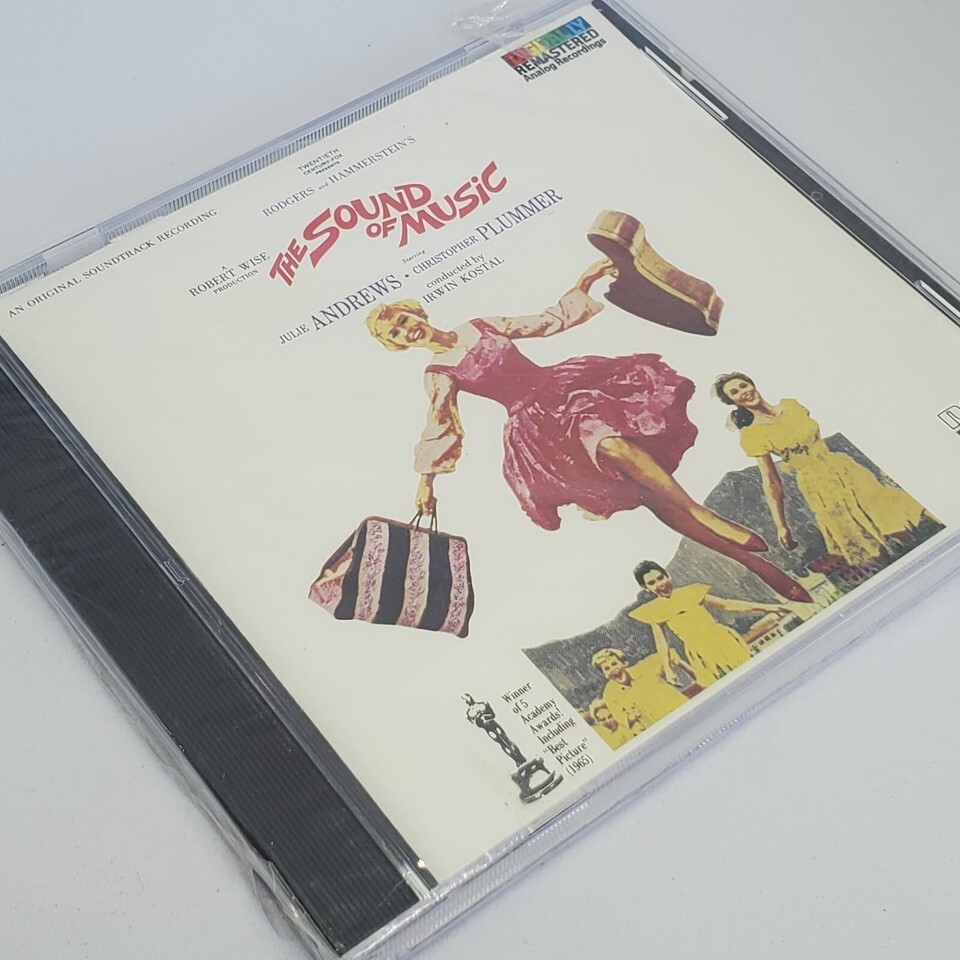 DIGITALLY
REMASTERED
Analog Recordings
TWENTIETH
CENTURY-FOX
PRESENTS
RODGERS and HAMMERSTEIN'S
AN ORIGINAL SOUNDTRACK RECORDING
A
ROBERT WISE
PRODUCTION
THE SOUND
OF MUSIC
Starring
JULIE ANDREWS • CHRISTOPHER PLUMMER
conducted by
IRWIN KOSTAL
Winner
of 5
Academy
Awards!
Including
"Best
Picture"
(1965)